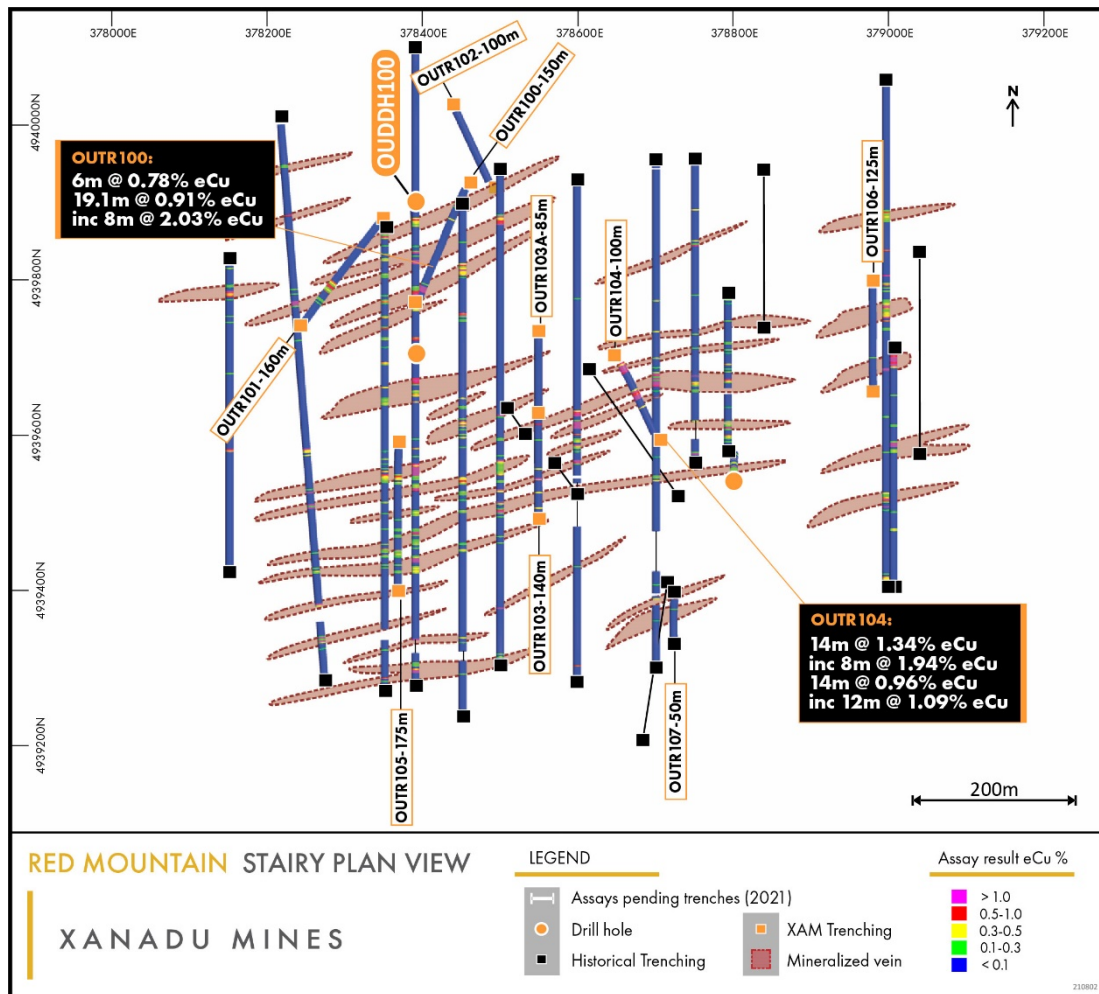 378000E
378200E
378400E
378600E
378800E
379000E
379200E
4940000N
4939800N
4939600N
4939400N
4939200N
N
OUTR102-100m
OUTR100-150m
OUDDH100
OUTR100:
6m @ 0.78% eCu
19.1m @ 0.91% eCu
inc 8m @ 2.03% eCu
OUTR101-160m
OUTR103A-85m
OUTR104-100m
OUTR106-125m
OUTR103-140m
OUTR105-175m
OUTR107-50m
OUTR104:
14m @ 1.34% eCu
inc 8m @ 1.94% eCu
14m @ 0.96% eCu
inc 12m @ 1.09% eCu
200m
RED MOUNTAIN STAIRY PLAN VIEW
XANADU MINES
LEGEND
Assays pending trenches (2021)
Drill hole
XAM Trenching
Historical Trenching
Mineralized vein
Assay result eCu %
> 1.0
0.5-1.0
0.3-0.5
0.1-0.3
< 0.1
210802